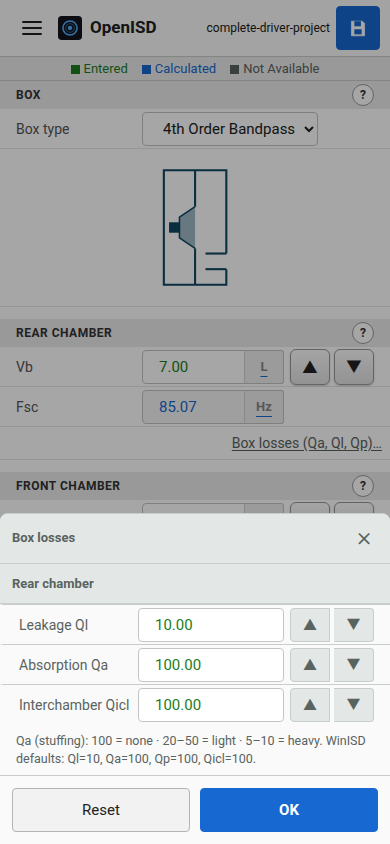 OpenISD
complete-driver-project
Entered Calculated Not Available
BOX ?
Box type 4th Order Bandpass
REAR CHAMBER ?
Vb 7.00 L ▲ ▼
Fsc 85.07 Hz
Box losses (Qa, Ql, Qp)...
FRONT CHAMBER ?
Box losses ×
Rear chamber
Leakage Ql 10.00 ▲ ▼
Absorption Qa 100.00 ▲ ▼
Interchamber Qicl 100.00 ▲ ▼
Qa (stuffing): 100 = none · 20–50 = light · 5–10 = heavy. WinISD
defaults: Ql=10, Qa=100, Qp=100, Qicl=100.
Reset OK